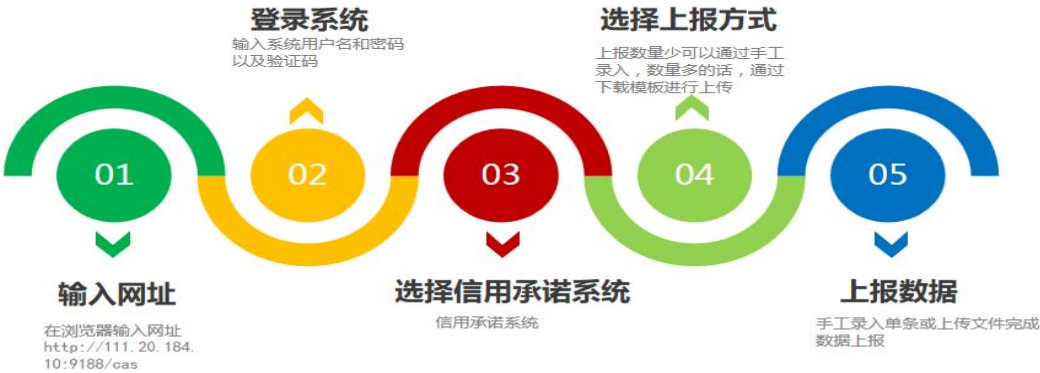 01
输入网址
在浏览器输入网址
http://111.20.184.
10:9188/cas
02
登录系统
输入系统用户名和密码
以及验证码
03
选择信用承诺系统
信用承诺系统
04
选择上报方式
上报数量少可以通过手工
录入，数量多的话，通过
下载模板进行上传
05
上报数据
手工录入单条或上传文件完成
数据上报